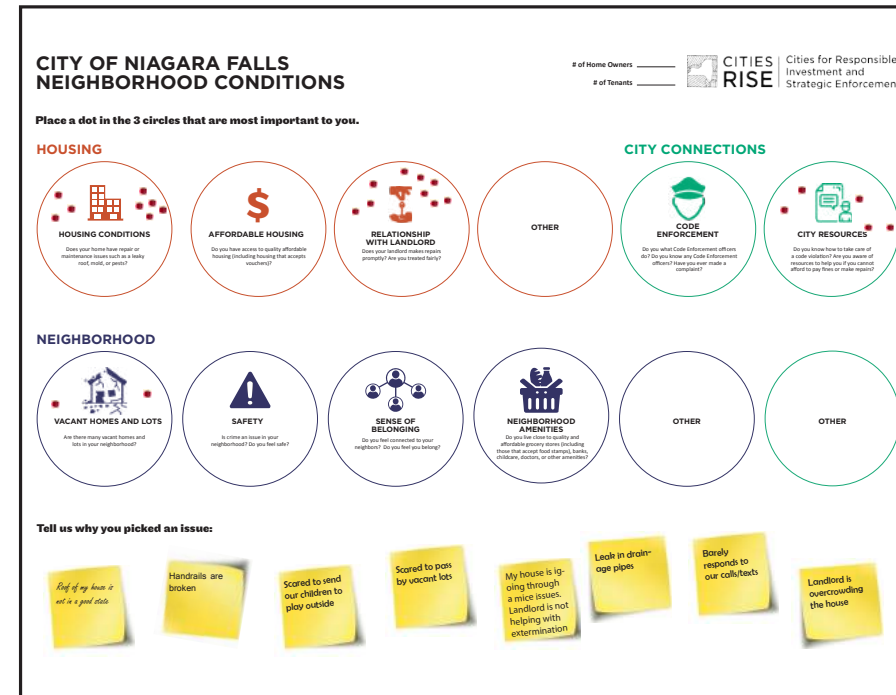 CITY OF NIAGARA FALLS
NEIGHBORHOOD CONDITIONS
# of Home Owners
# of Tenants
CITIES
RISE
Cities for Responsible
Investment and
Strategic Enforcemen
Place a dot in the 3 circles that are most important to you.
HOUSING
HOUSING CONDITIONS
Does your home have repair or
maintenance issues such as a leaky
roof, mold, or pests?
$
AFFORDABLE HOUSING
Do you have access to quality affordable
housing (including housing that accepts
vouchers)?
RELATIONSHIP
WITH LANDLORD
Does your landlord makes repairs
promptly? Are you treated fairly?
OTHER
CITY CONNECTIONS
CODE
ENFORCEMENT
Do you what Code Enforcement officers
do? Do you know any Code Enforcement
officers? Have you ever made a
complaint?
CITY RESOURCES
Do you know how to take care of
a code violation? Are you aware of
resources to help you if you cannot
afford to pay fines or make repairs?
NEIGHBORHOOD
VACANT HOMES AND LOTS
Are there many vacant homes and
lots in your neighborhood?
SAFETY
Is crime an issue in your
neighborhood? Do you feel safe?
SENSE OF
BELONGING
Do you feel connected to your
neighbors? Do you feel you belong?
NEIGHBORHOOD
AMENITIES
Do you live close to quality and
affordable grocery stores (including
those that accept food stamps), banks,
childcare, doctors, or other amenities?
OTHER
OTHER
Tell us why you picked an issue:
Roof of my house is
not in a good state
Handrails are
broken
Scared to send
our children to
play outside
Scared to pass
by vacant lots
My house is ig-
oing through
a mice issues.
Landlord is not
helping with
extermination
Leak in drain-
age pipes
Barely
responds to
our calls/texts
Landlord is
overcrowding
the house